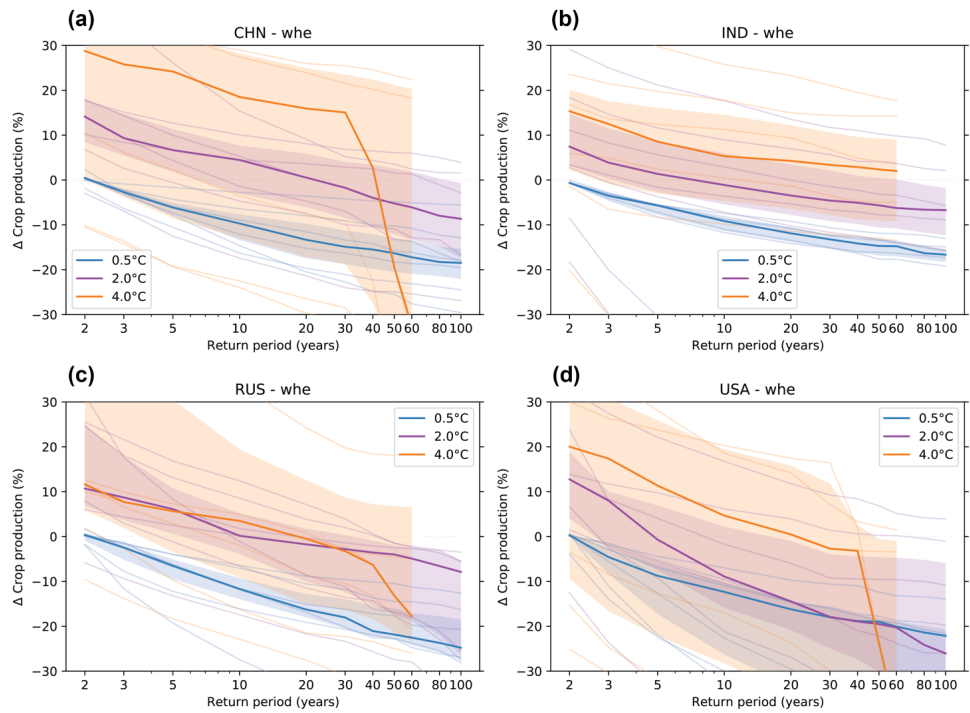 (a)
CHN - whe
30
20
10
0
−10
−20
−30
Δ Crop production (%)
0.5°C
2.0°C
4.0°C
2 3 5 10 20 30 40 50 60 80 100
Return period (years)
(b)
IND - whe
30
20
10
0
−10
−20
−30
Δ Crop production (%)
0.5°C
2.0°C
4.0°C
2 3 5 10 20 30 40 50 60 80 100
Return period (years)
(c)
RUS - whe
30
20
10
0
−10
−20
−30
Δ Crop production (%)
0.5°C
2.0°C
4.0°C
2 3 5 10 20 30 40 50 60 80 100
Return period (years)
(d)
USA - whe
30
20
10
0
−10
−20
−30
Δ Crop production (%)
0.5°C
2.0°C
4.0°C
2 3 5 10 20 30 40 50 60 80 100
Return period (years)